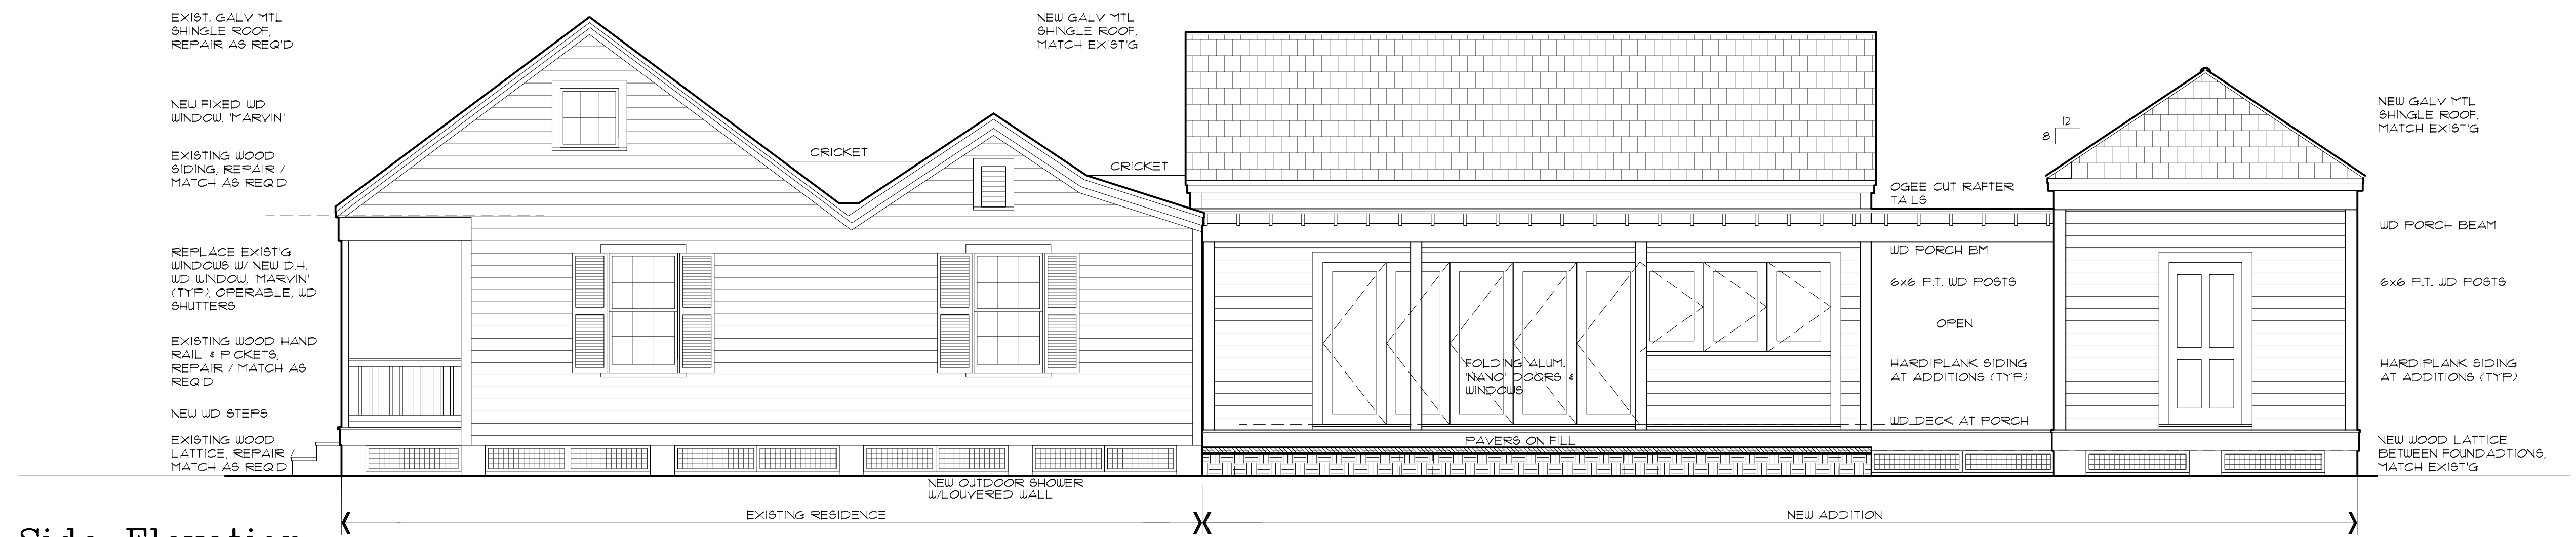 EXIST. GALV MTL
SHINGLE ROOF,
REPAIR AS REQ'D
NEW FIXED WD
WINDOW, 'MARVIN'
EXISTING WOOD
SIDING, REPAIR /
MATCH AS REQ'D
REPLACE EXIST'G
WINDOWS W/ NEW D.H.
WD WINDOW, 'MARVIN'
(TYP), OPERABLE, WD
SHUTTERS
EXISTING WOOD HAND
RAIL & PICKETS,
REPAIR / MATCH AS
REQ'D
NEW WD STEPS
EXISTING WOOD
LATTICE, REPAIR /
MATCH AS REQ'D
CRICKET
NEW GALV MTL
SHINGLE ROOF,
MATCH EXIST'G
CRICKET
FOLDING ALUM.
'NANO' DOORS &
WINDOWS
PAVERS ON FILL
NEW OUTDOOR SHOWER
W/LOUVERED WALL
OGEE CUT RAFTER
TAILS
WD PORCH BM
6x6 P.T. WD POSTS
OPEN
HARDIPLANK SIDING
AT ADDITIONS (TYP)
WD DECK AT PORCH
12
8
NEW GALV MTL
SHINGLE ROOF,
MATCH EXIST'G
WD PORCH BEAM
6x6 P.T. WD POSTS
HARDIPLANK SIDING
AT ADDITIONS (TYP)
NEW WOOD LATTICE
BETWEEN FOUNDADTIONS,
MATCH EXIST'G
EXISTING RESIDENCE
NEW ADDITION
Side Elevation